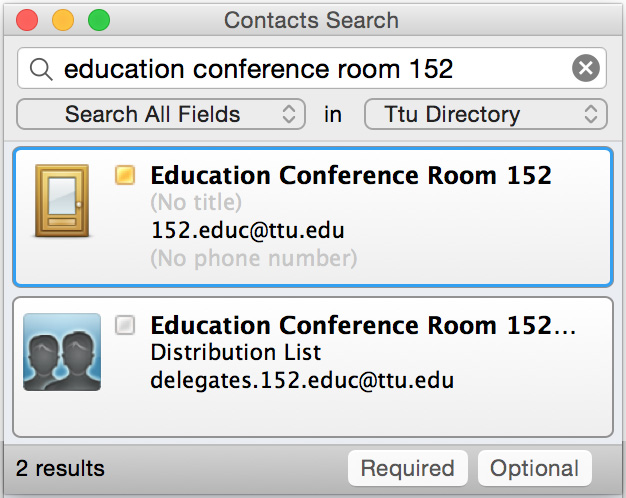 Contacts Search
education conference room 152
Search All Fields in Ttu Directory
Education Conference Room 152
(No title)
152.educ@ttu.edu
(No phone number)
Education Conference Room 152...
Distribution List
delegates.152.educ@ttu.edu
2 results Required Optional